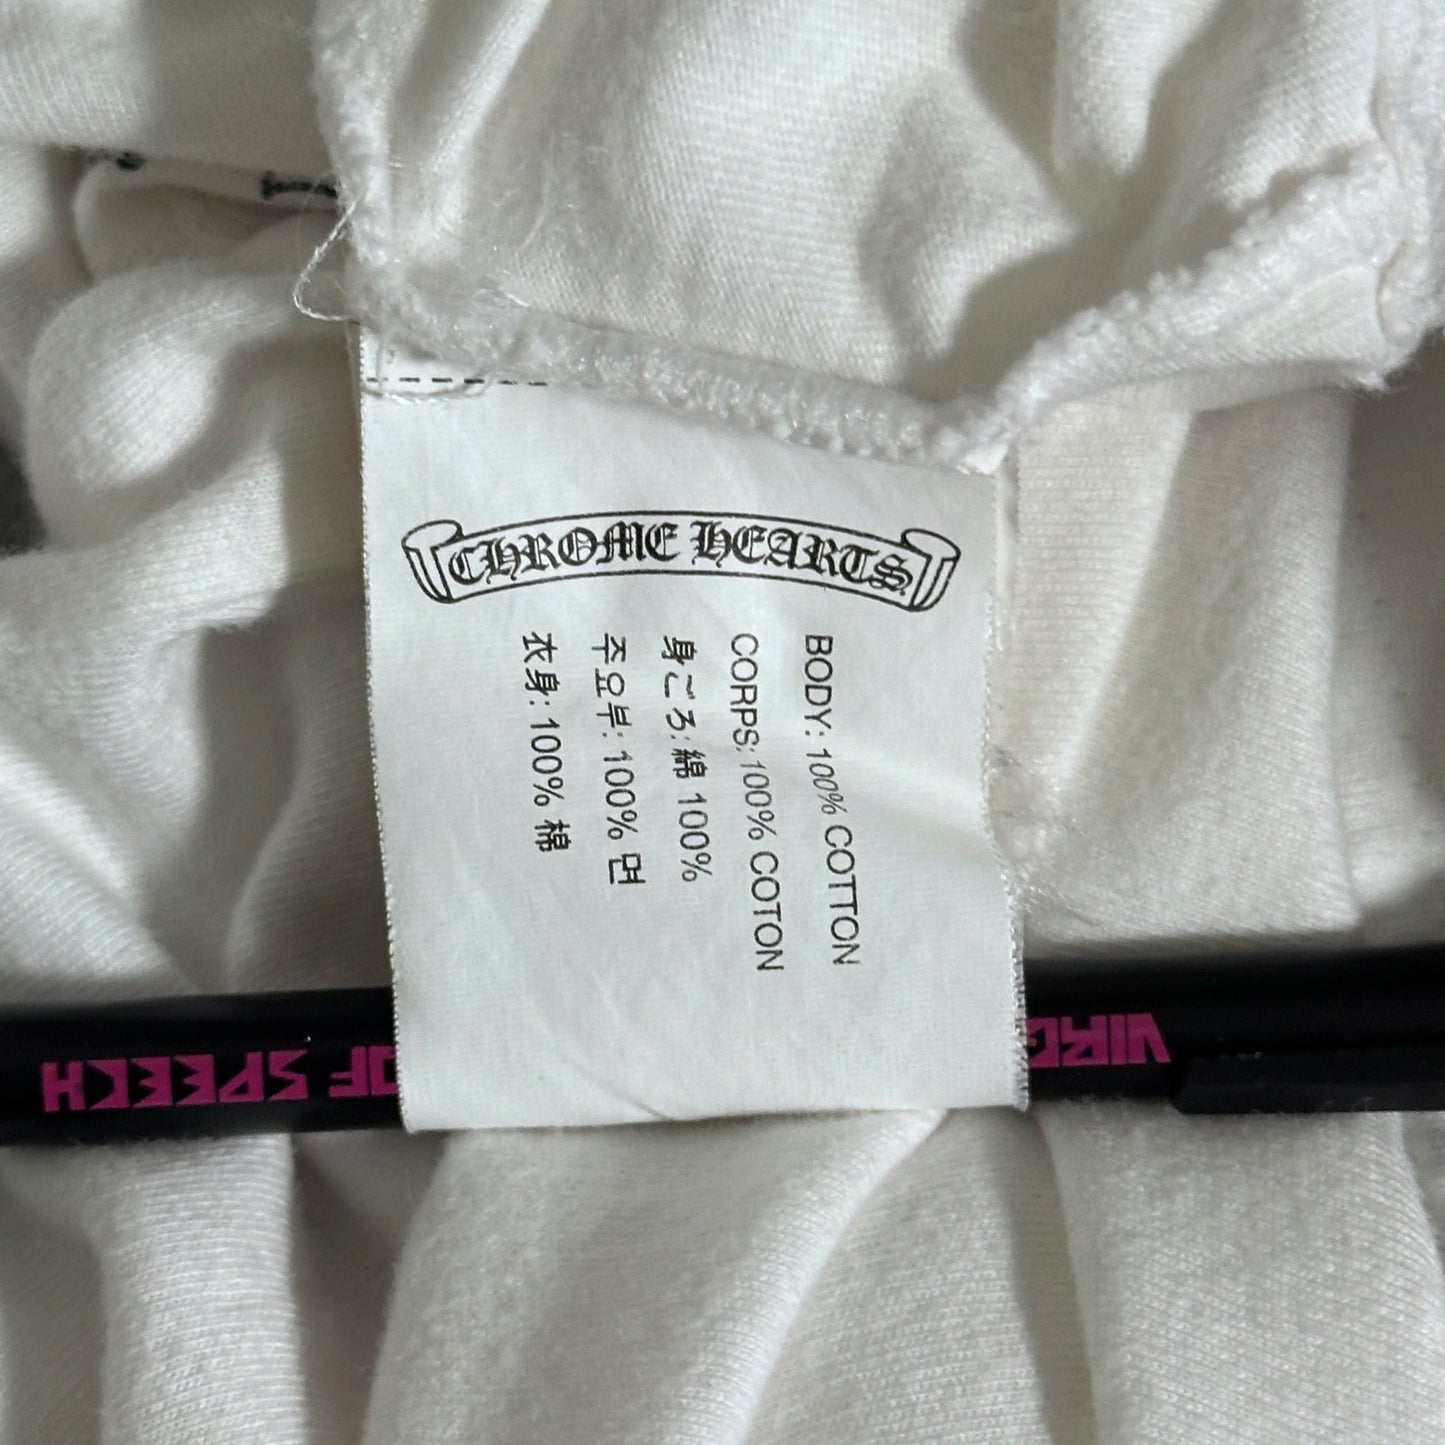 CHROME HEARTS
BODY: 100% COTTON
CORPS: 100% COTON
身ごろ: 綿 100%
주요부: 100% 면
衣身: 100% 棉
OF SPEECH